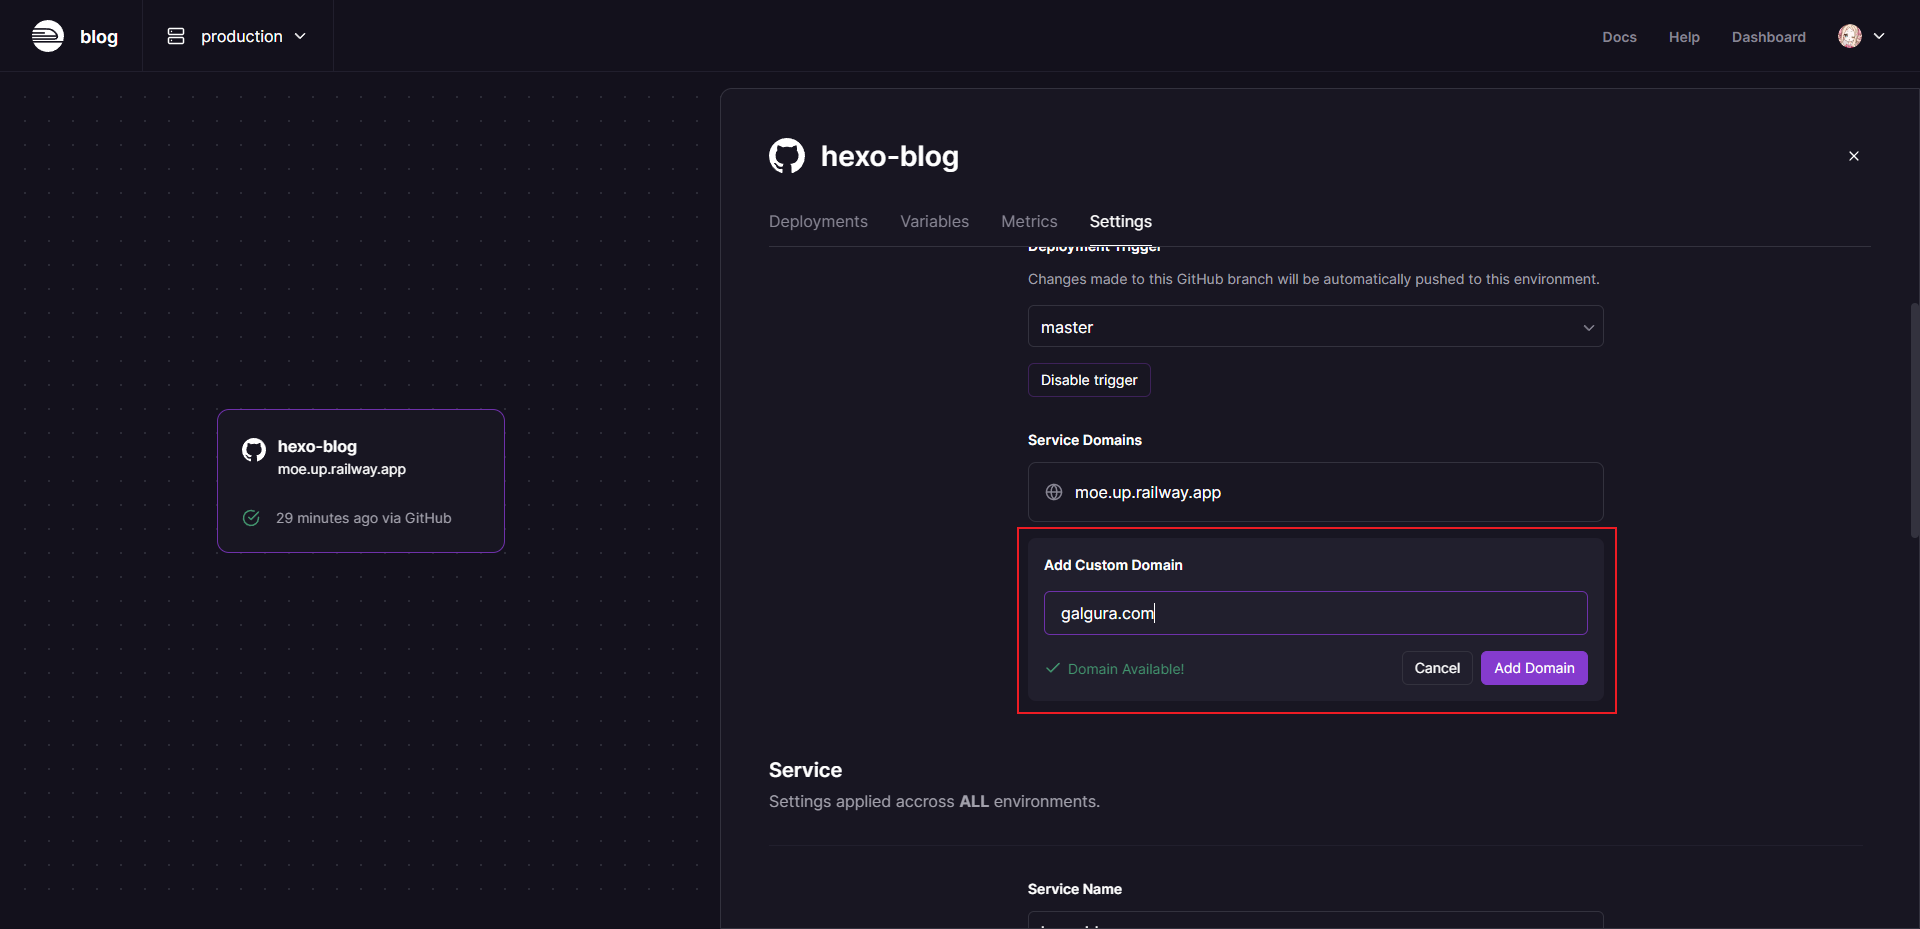 blog
production
Docs
Help
Dashboard
hexo-blog
Deployments
Variables
Metrics
Settings
Deployment Trigger
Changes made to this GitHub branch will be automatically pushed to this environment.
master
Disable trigger
Service Domains
moe.up.railway.app
Add Custom Domain
galgura.com
Domain Available!
Cancel
Add Domain
hexo-blog
moe.up.railway.app
29 minutes ago via GitHub
Service
Settings applied accross ALL environments.
Service Name